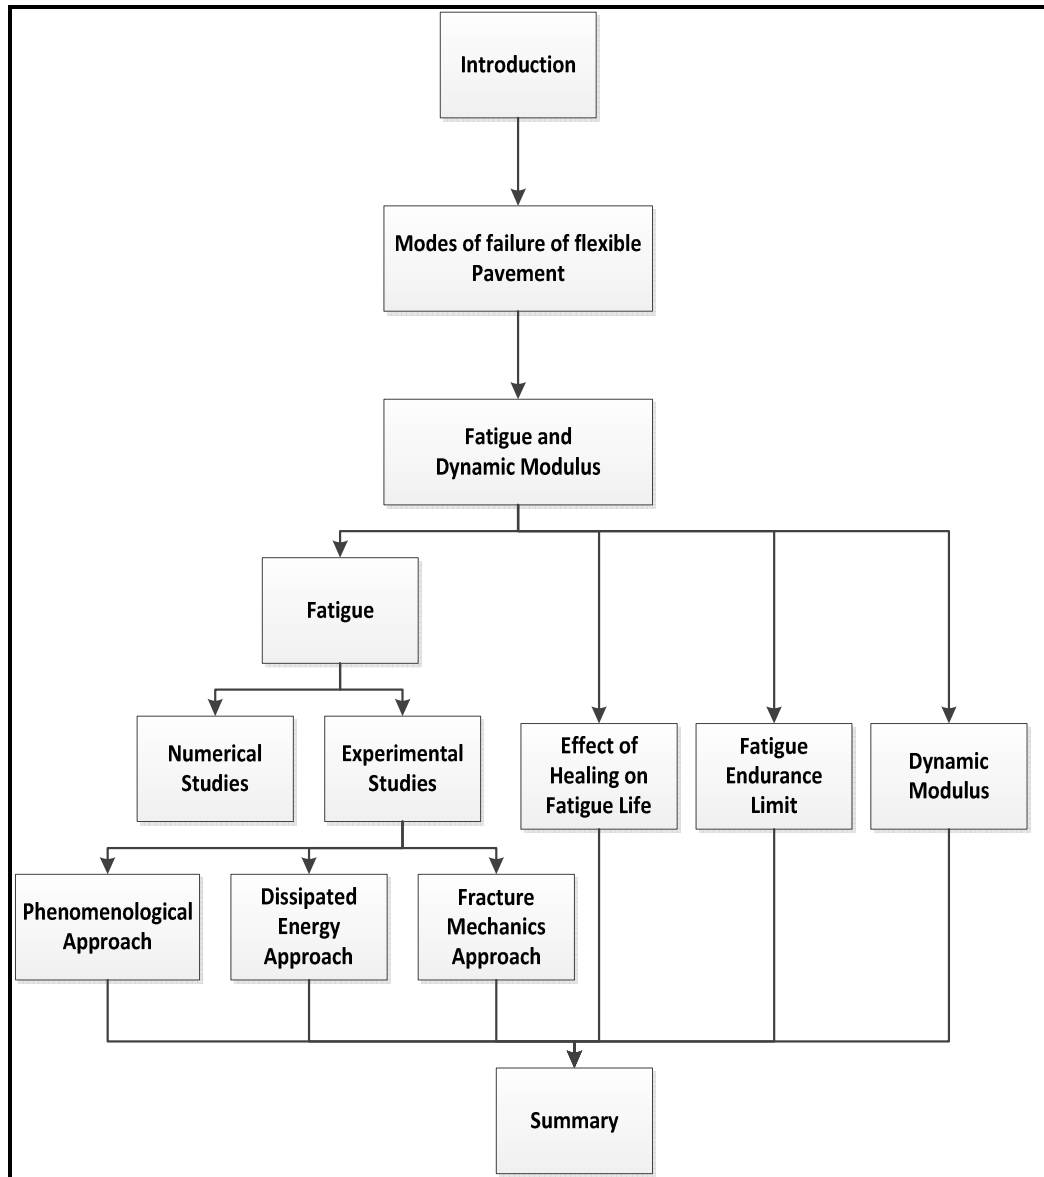 Introduction
Modes of failure of flexible
Pavement
Fatigue and
Dynamic Modulus
Fatigue
Numerical
Studies
Experimental
Studies
Effect of
Healing on
Fatigue Life
Fatigue
Endurance
Limit
Dynamic
Modulus
Phenomenological
Approach
Dissipated
Energy
Approach
Fracture
Mechanics
Approach
Summary